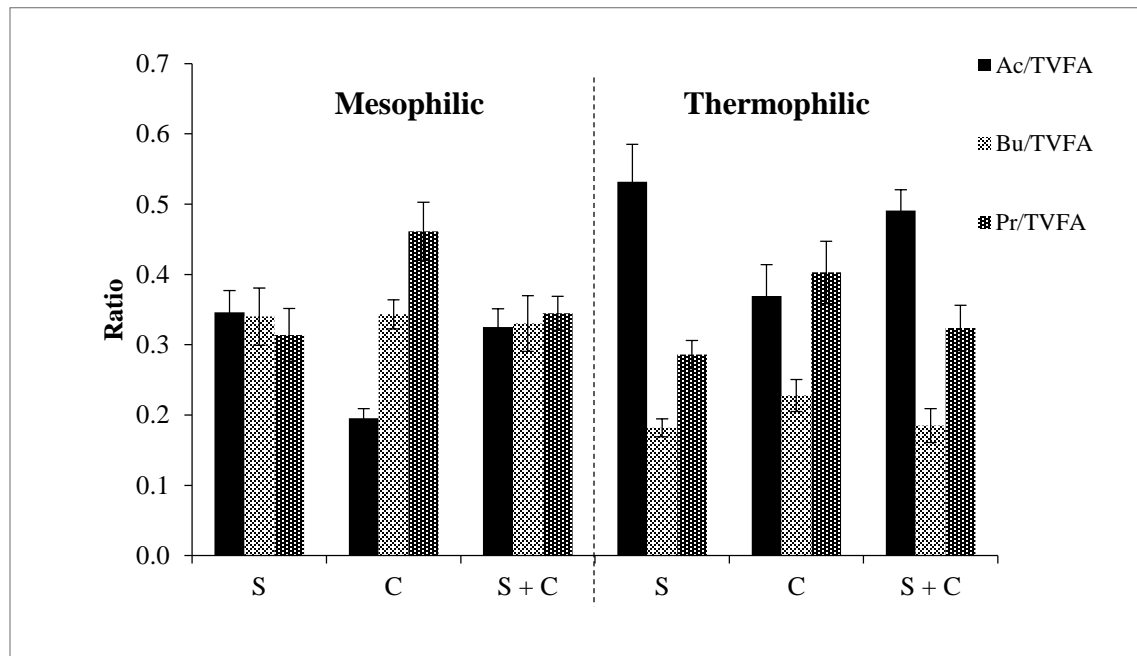 0.7
0.6
0.5
0.4
0.3
0.2
0.1
0.0
Ratio
Mesophilic
Thermophilic
Ac/TVFA
Bu/TVFA
Pr/TVFA
S C S + C S C S + C